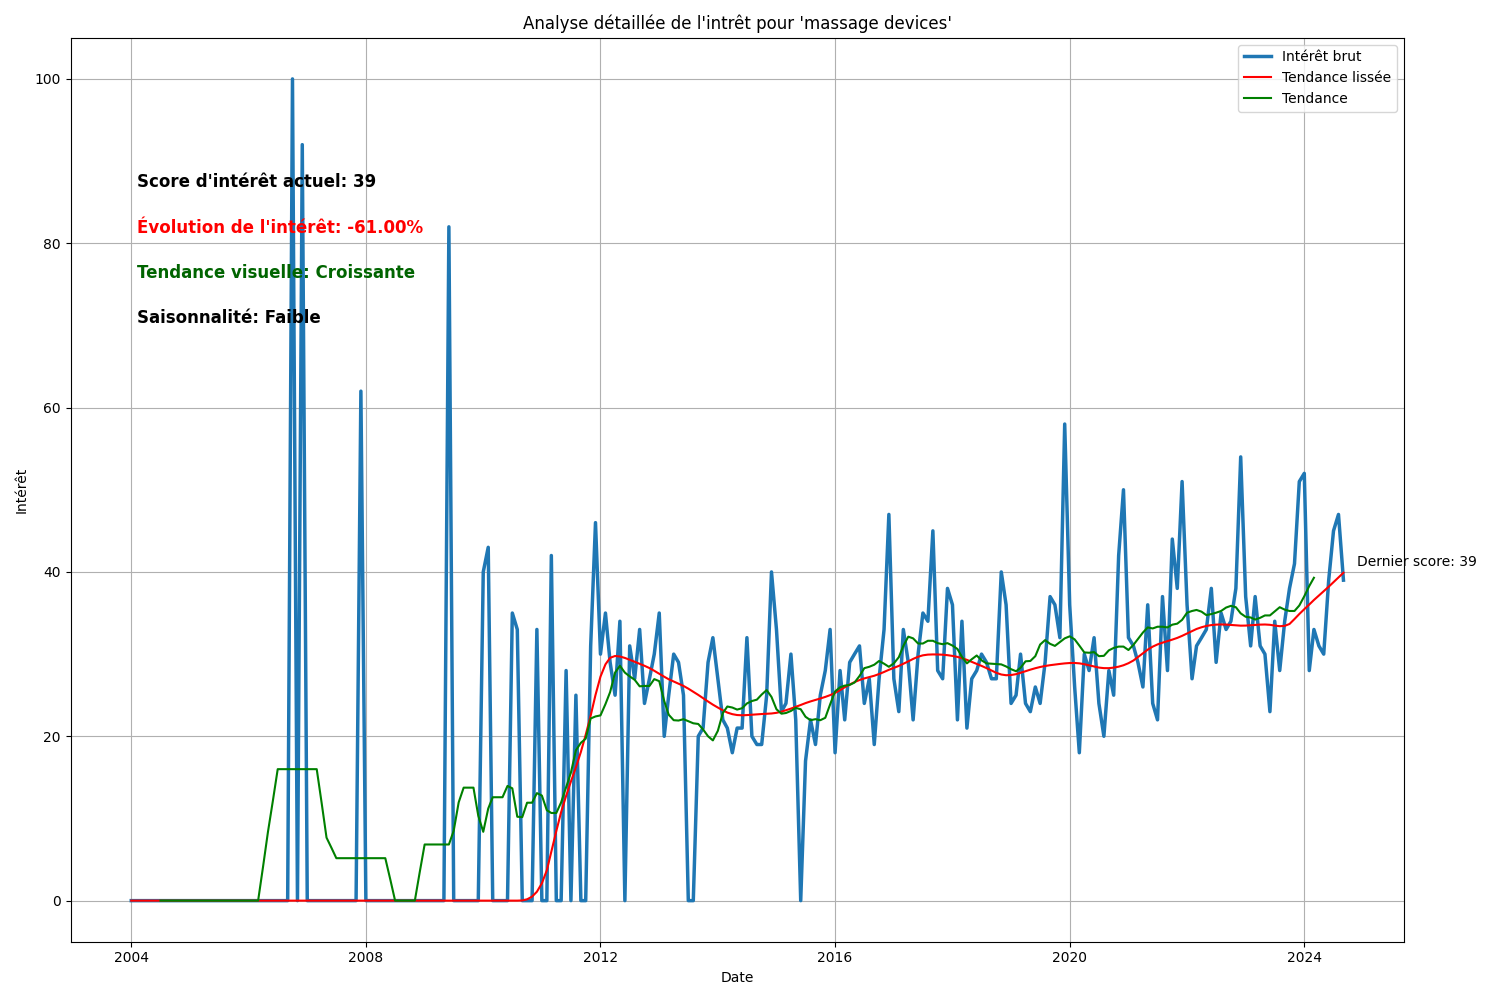 Analyse détaillée de l'intrêt pour 'massage devices'
Intérêt brut
Tendance lissée
Tendance
Score d'intérêt actuel: 39
Évolution de l'intérêt: -61.00%
Tendance visuelle: Croissante
Saisonnalité: Faible
Dernier score: 39
Intérêt
100
80
60
40
20
0
2004
2008
2012
2016
2020
2024
Date